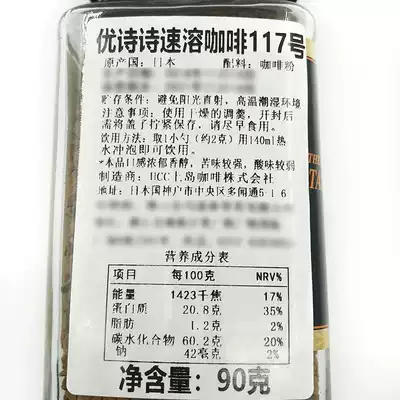 优诗诗速溶咖啡117号
原产国：日本 配料：咖啡粉
贮存条件：避免阳光直射，高温潮湿环境
注意事项：使用干燥的调羹，开封后
需将盖子拧紧保存，请尽早食用。
饮用方法：取1小勺（约2克）用140ml热
水冲泡即可饮用。
*本品口感浓郁香醇，苦味较强，酸味较弱
制造商：UCC上岛咖啡株式会社
地址：日本国神户市中央区多闻通5-1-6
营养成分表
项目 每100克 NRV%
能量 1423千焦 17%
蛋白质 20.8克 35%
脂肪 1.2克 2%
碳水化合物 60.2克 20%
钠 42毫克 2%
净含量：90克
TH
TA